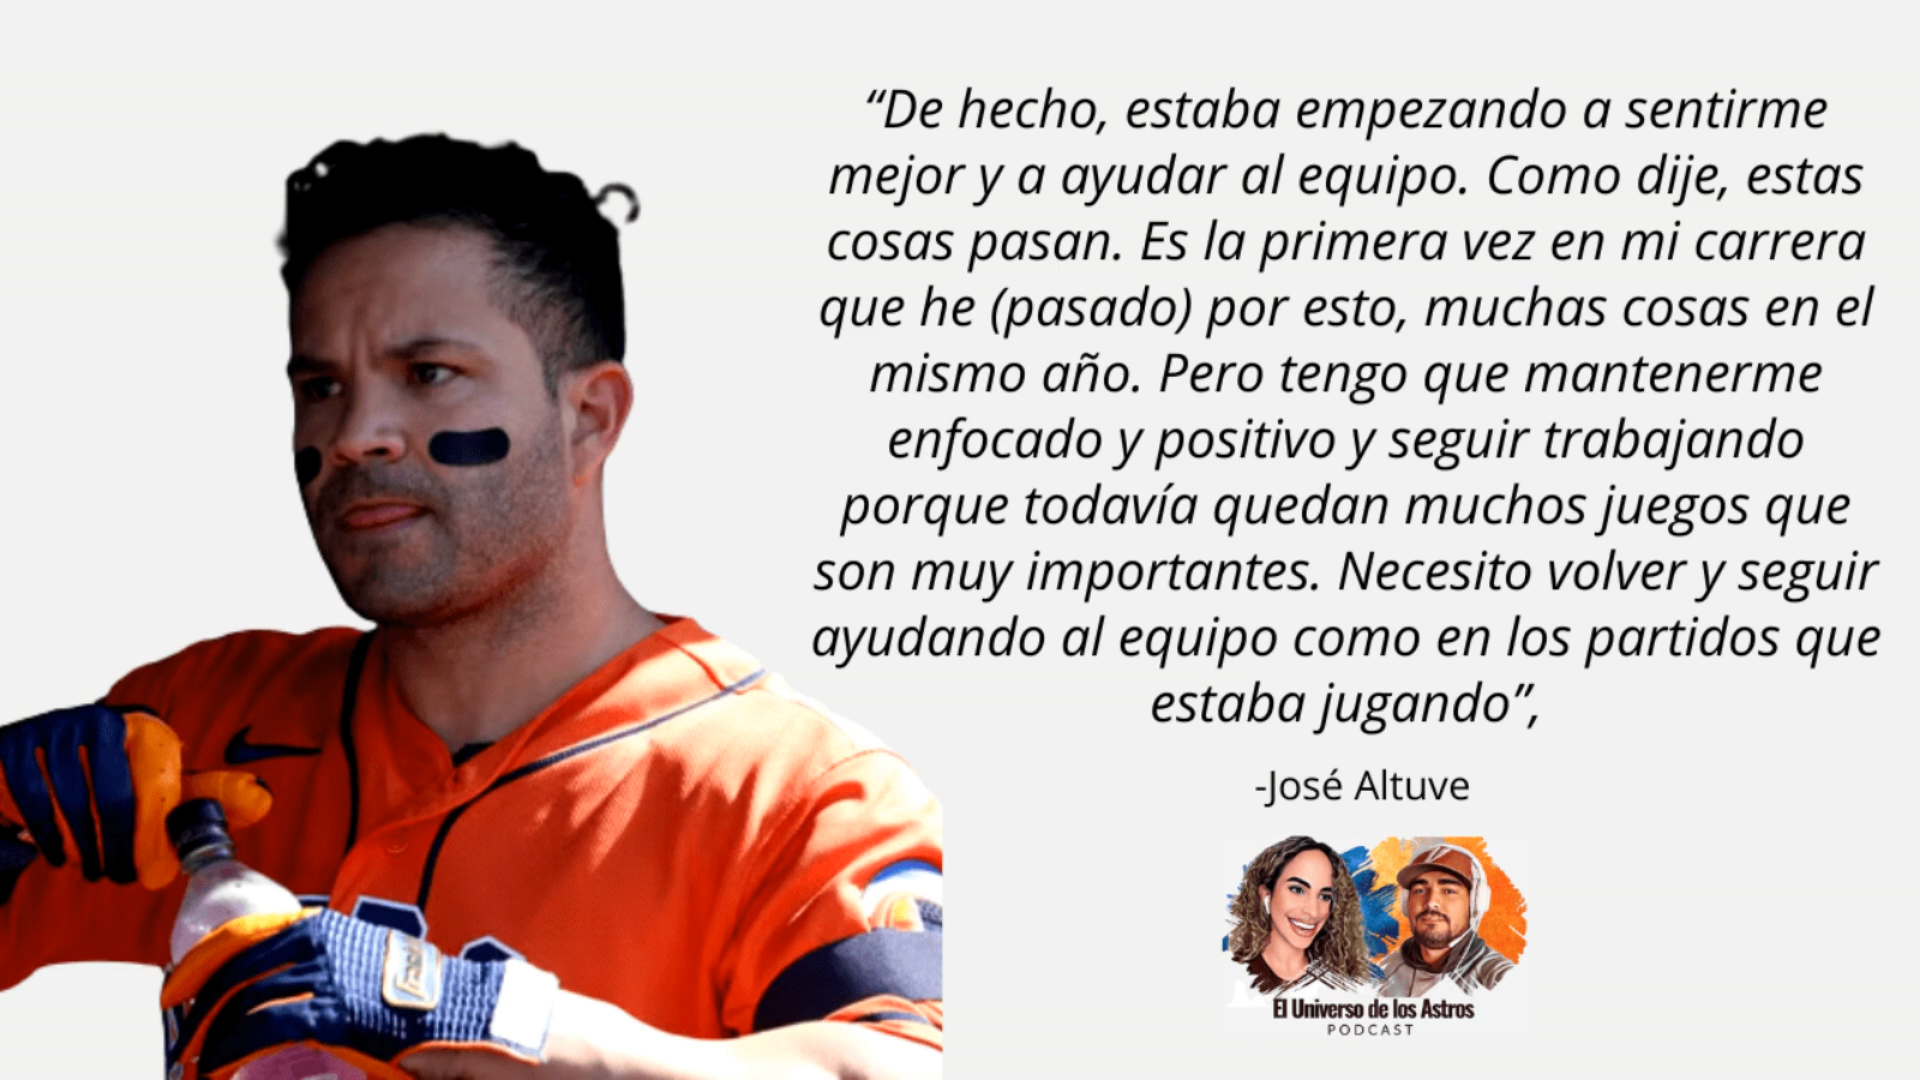 “De hecho, estaba empezando a sentirme
mejor y a ayudar al equipo. Como dije, estas
cosas pasan. Es la primera vez en mi carrera
que he (pasado) por esto, muchas cosas en el
mismo año. Pero tengo que mantenerme
enfocado y positivo y seguir trabajando
porque todavía quedan muchos juegos que
son muy importantes. Necesito volver y seguir
ayudando al equipo como en los partidos que
estaba jugando”,
-José Altuve
El Universo de los Astros
PODCAST